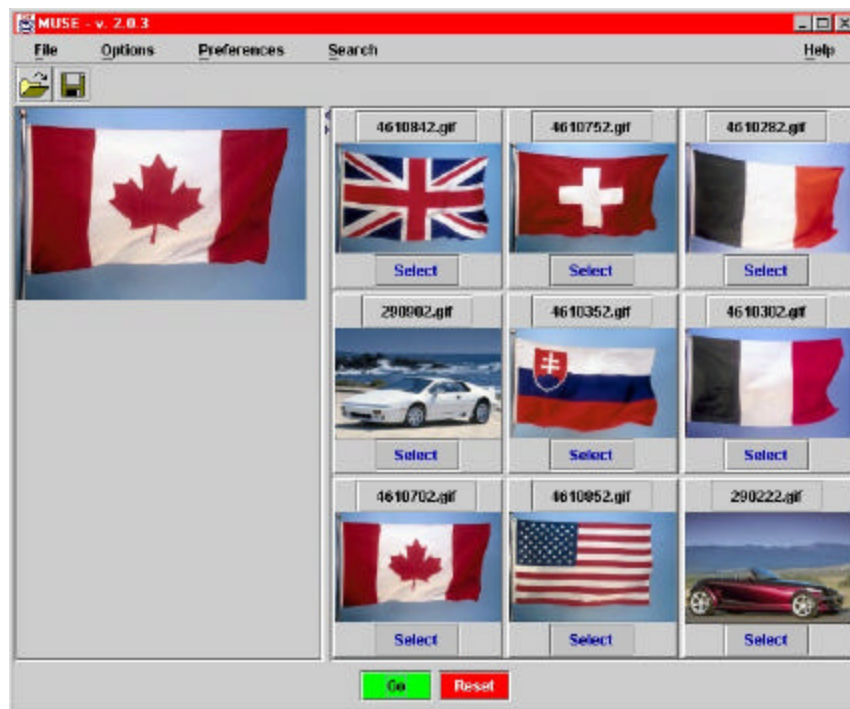 MUSE - v. 2.0.3
File Options Preferences Search Help
4610842.gif 4610752.gif 4610282.gif
Select Select Select
290902.gif 4610352.gif 4610302.gif
Select Select Select
4610702.gif 4610952.gif 290222.gif
Select Select Select
Go Reset